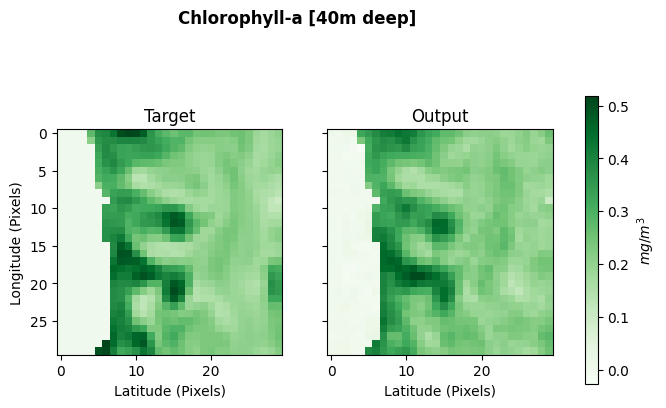 Chlorophyll-a [40m deep]
Target
Output
0
5
10
15
20
25
Longitude (Pixels)
0
10
20
Latitude (Pixels)
0
10
20
Latitude (Pixels)
0.5
0.4
0.3
0.2
0.1
0.0
mg/m³